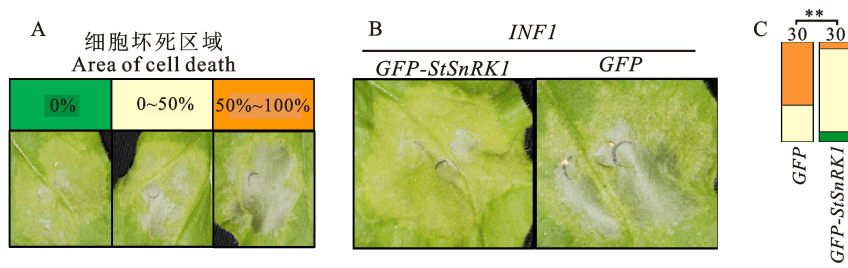 A
细胞坏死区域
Area of cell death
0%
0~50%
50%~100%
B
INF1
GFP-StSnRK1
GFP
C
**
30
30
GFP
GFP-StSnRK1